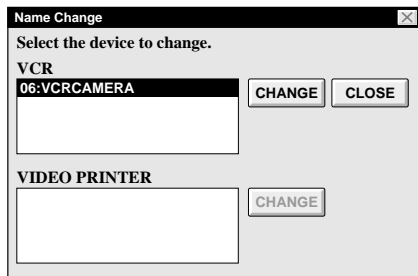 Name Change
Select the device to change.
VCR
06:VCRCAMERA
CHANGE CLOSE
VIDEO PRINTER
CHANGE